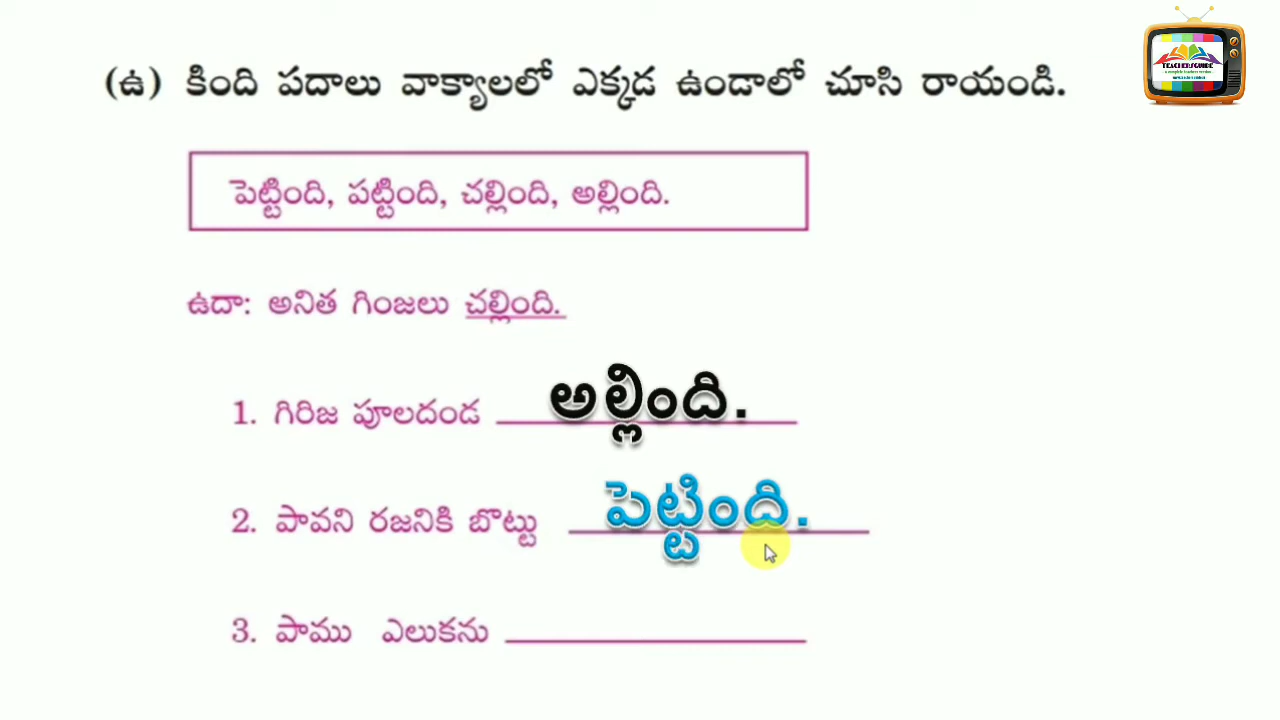 (ఉ) కింది పదాలు వాక్యాలలో ఎక్కడ ఉండాలో చూసి రాయండి.
TEACHERSGUIDE
పెట్టింది, పట్టింది, చల్లింది, అల్లింది.
ఉదా: అనిత గింజలు చల్లింది.
1. గిరిజ పూలదండ అల్లింది.
2. పావని రజనికి బొట్టు పెట్టింది.
3. పాము ఎలుకను